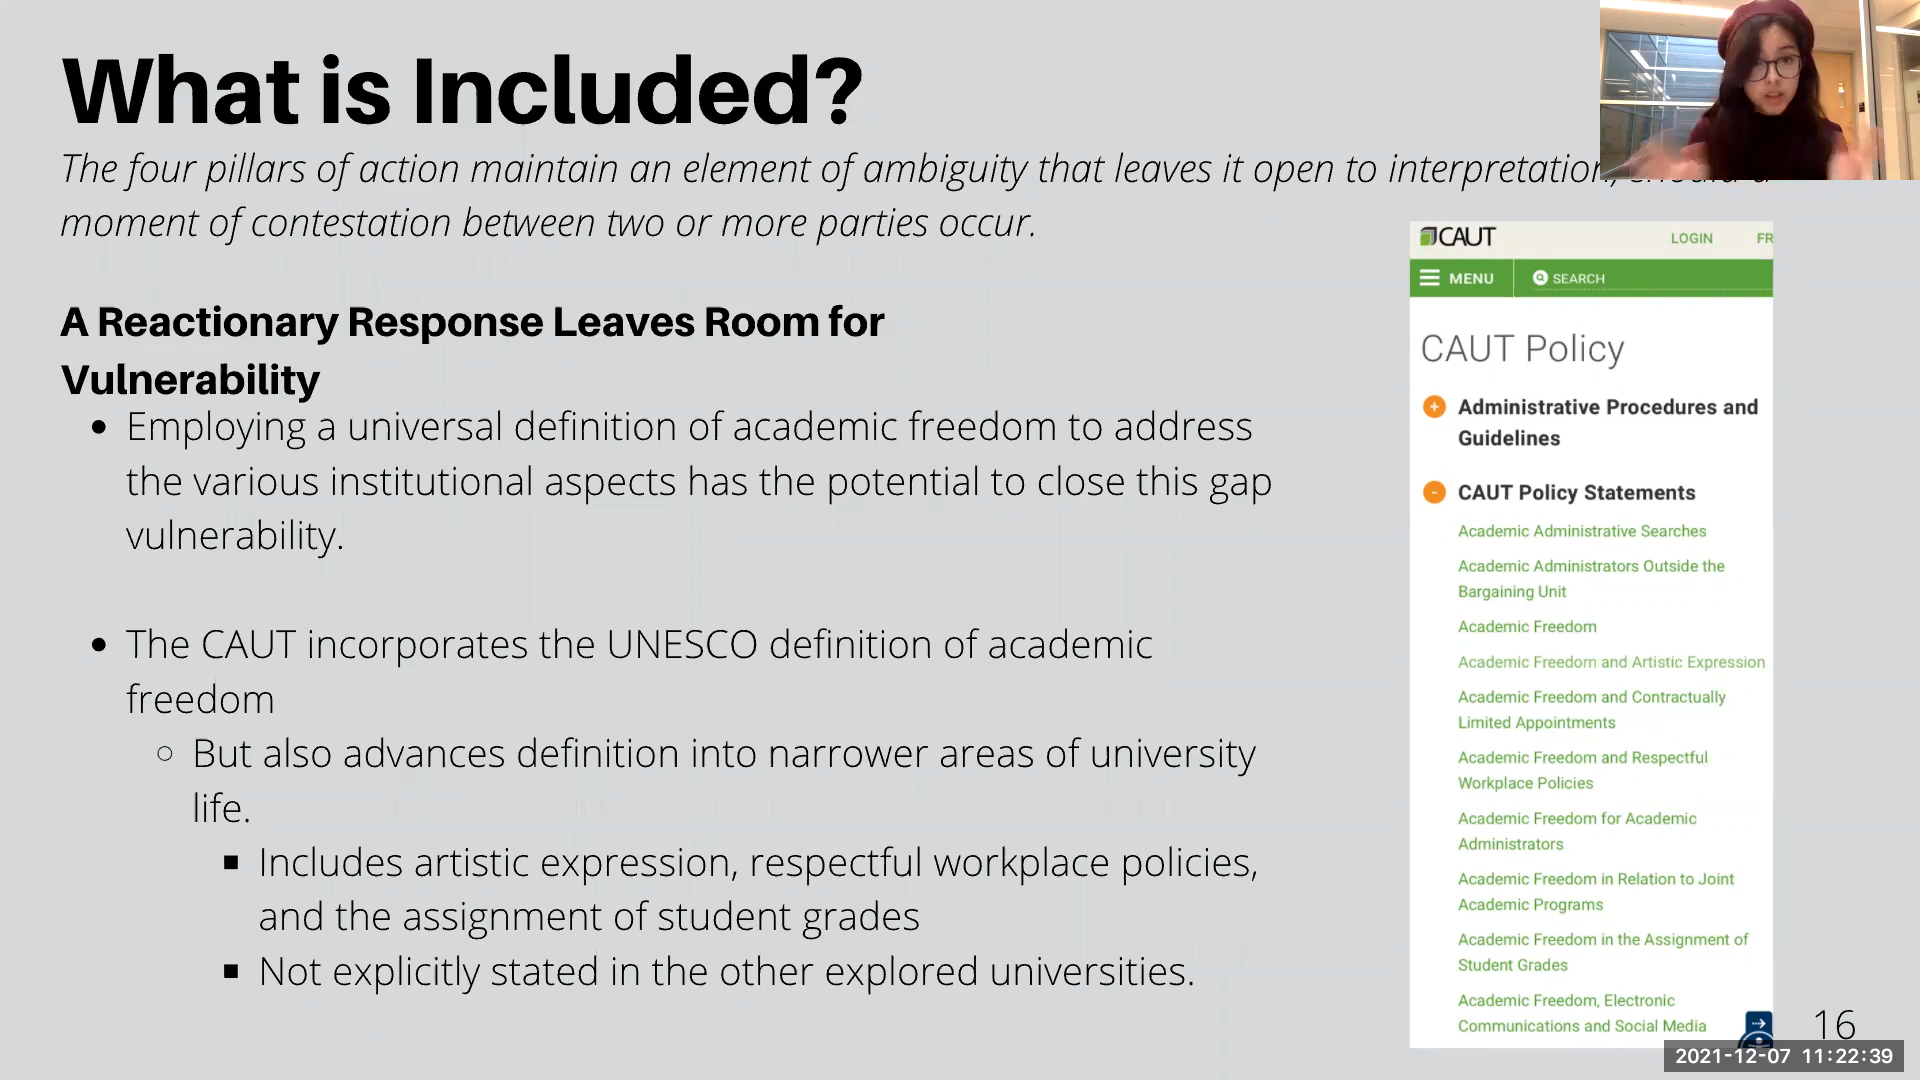 What is Included?
The four pillars of action maintain an element of ambiguity that leaves it open to interpretation,
moment of contestation between two or more parties occur.
A Reactionary Response Leaves Room for
Vulnerability
• Employing a universal definition of academic freedom to address
the various institutional aspects has the potential to close this gap
vulnerability.
• The CAUT incorporates the UNESCO definition of academic
freedom
○ But also advances definition into narrower areas of university
life.
■ Includes artistic expression, respectful workplace policies,
and the assignment of student grades
■ Not explicitly stated in the other explored universities.
CAUT LOGIN FR
MENU SEARCH
CAUT Policy
+ Administrative Procedures and
Guidelines
- CAUT Policy Statements
Academic Administrative Searches
Academic Administrators Outside the
Bargaining Unit
Academic Freedom
Academic Freedom and Artistic Expression
Academic Freedom and Contractually
Limited Appointments
Academic Freedom and Respectful
Workplace Policies
Academic Freedom for Academic
Administrators
Academic Freedom in Relation to Joint
Academic Programs
Academic Freedom in the Assignment of
Student Grades
Academic Freedom, Electronic
Communications and Social Media
16
2021-12-07 11:22:39